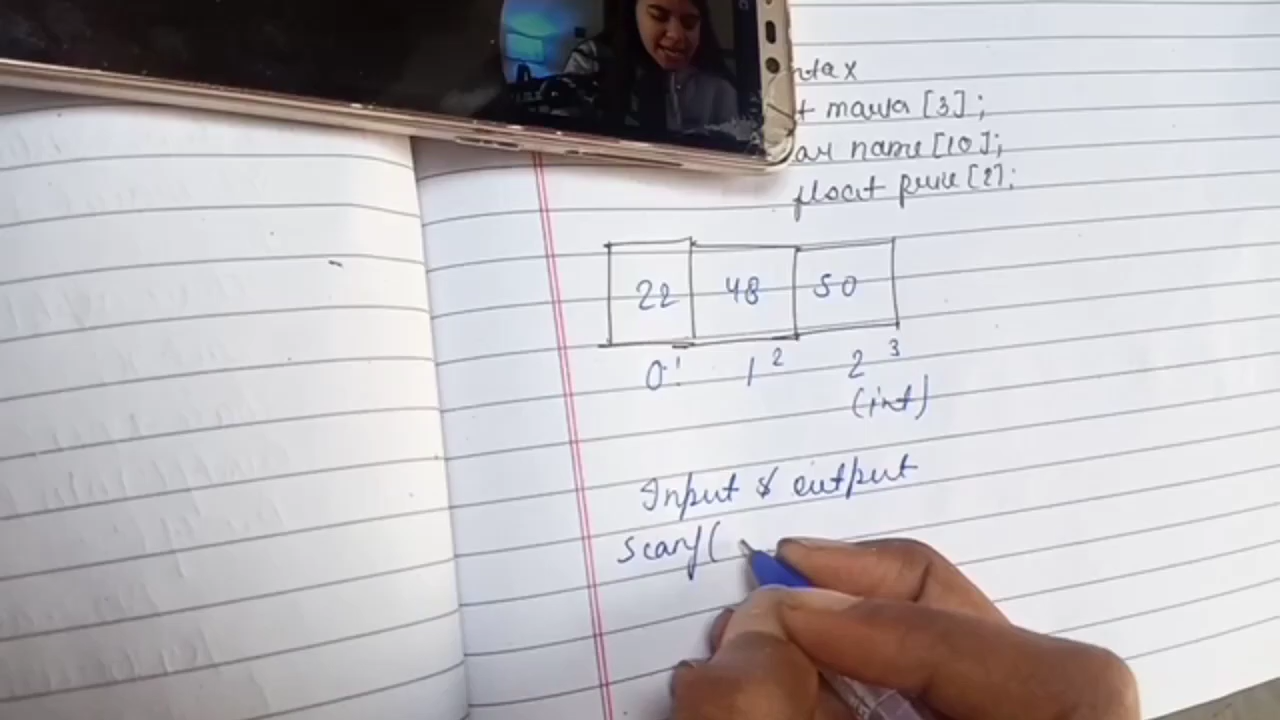 ntax
t marks [3];
ar name [10];
float price [2];
22 48 50
0 1 1 2 2 3
(int)
Input & output
scanf(